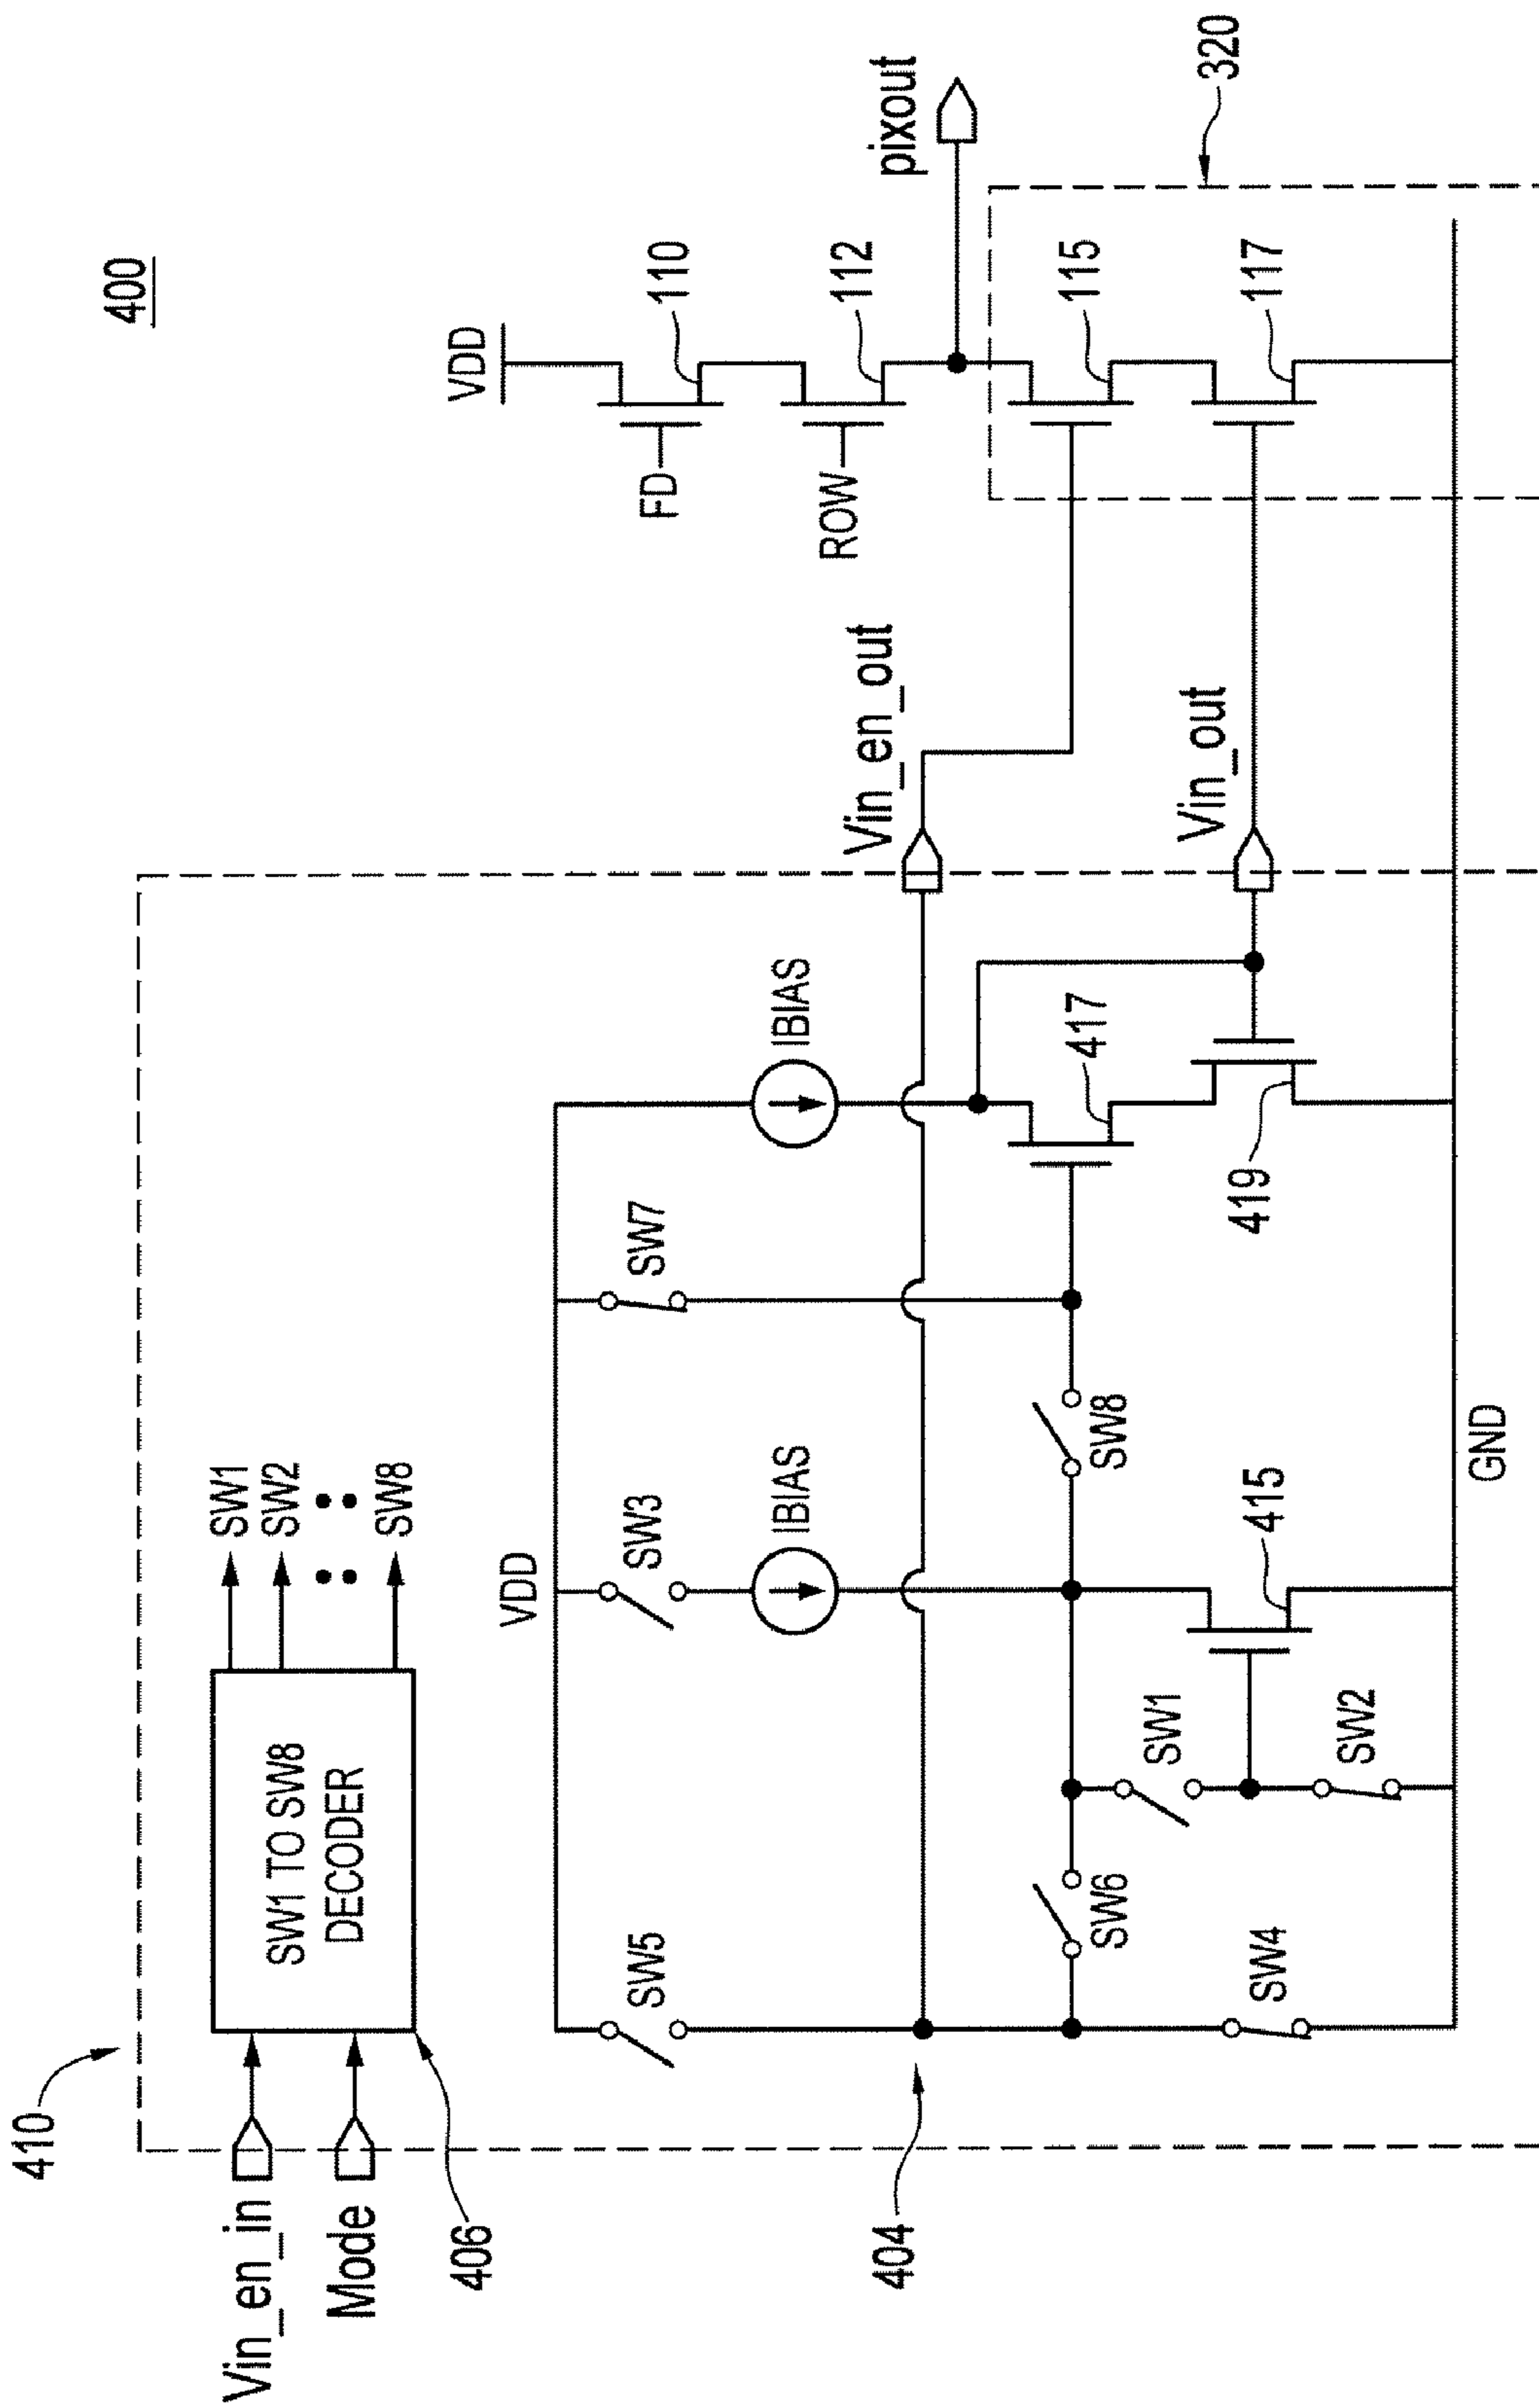 400
410
Vin_en_in
Mode
406
SW1 TO SW8
DECODER
SW1
SW2
SW8
VDD
SW5
SW3
SW7
IBIAS
IBIAS
404
SW6
SW8
SW1
SW2
SW4
415
417
419
GND
Vin_en_out
Vin_out
VDD
FD
110
ROW
112
pixout
115
117
320